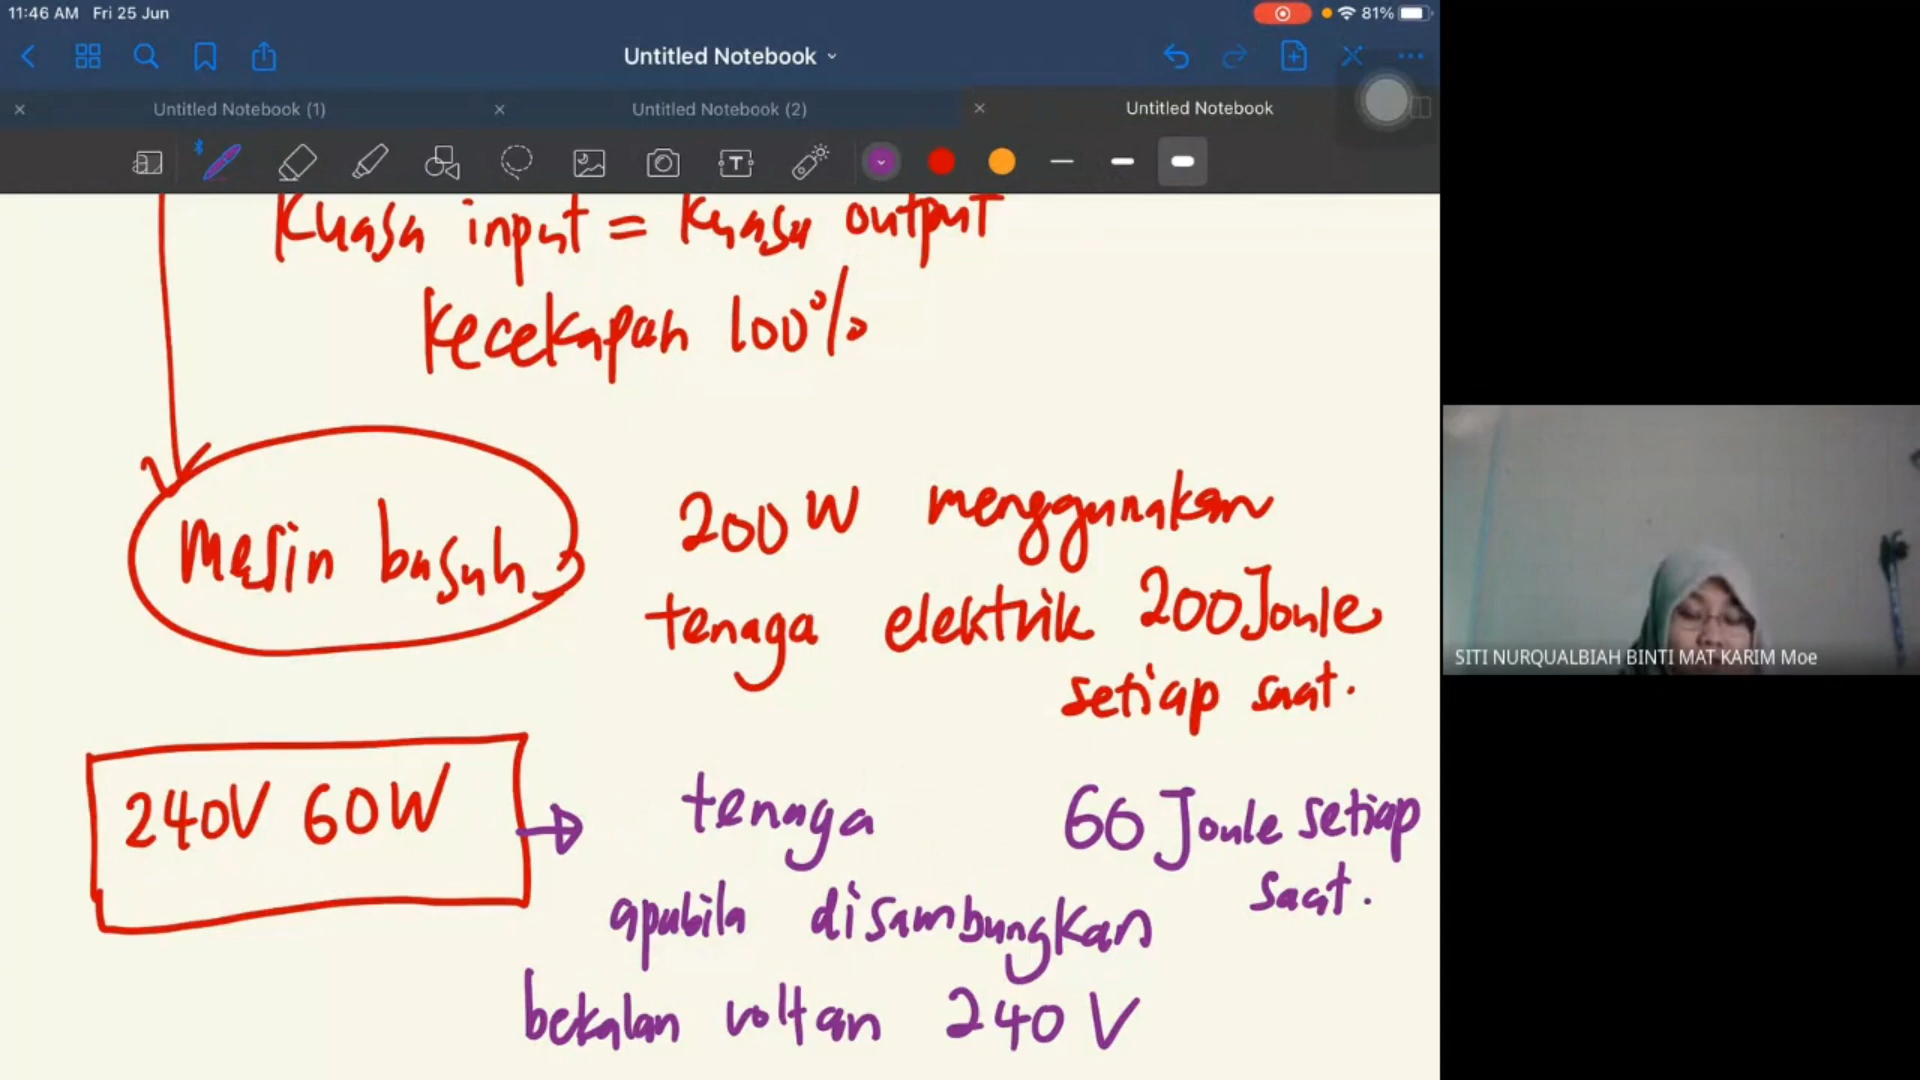 11:46 AM Fri 25 Jun
81%
Untitled Notebook
Untitled Notebook (1)
Untitled Notebook (2)
Untitled Notebook
T
Kuasa input = Kuasa output
Kecekapan 100%
Mesin basuh
200W menggunakan
tenaga elektrik 200 Joule
setiap saat.
240V 60W
tenaga 60 Joule setiap
saat.
apabila disambungkan
bekalan voltan 240 V
SITI NURQUALBIAH BINTI MAT KARIM Moe